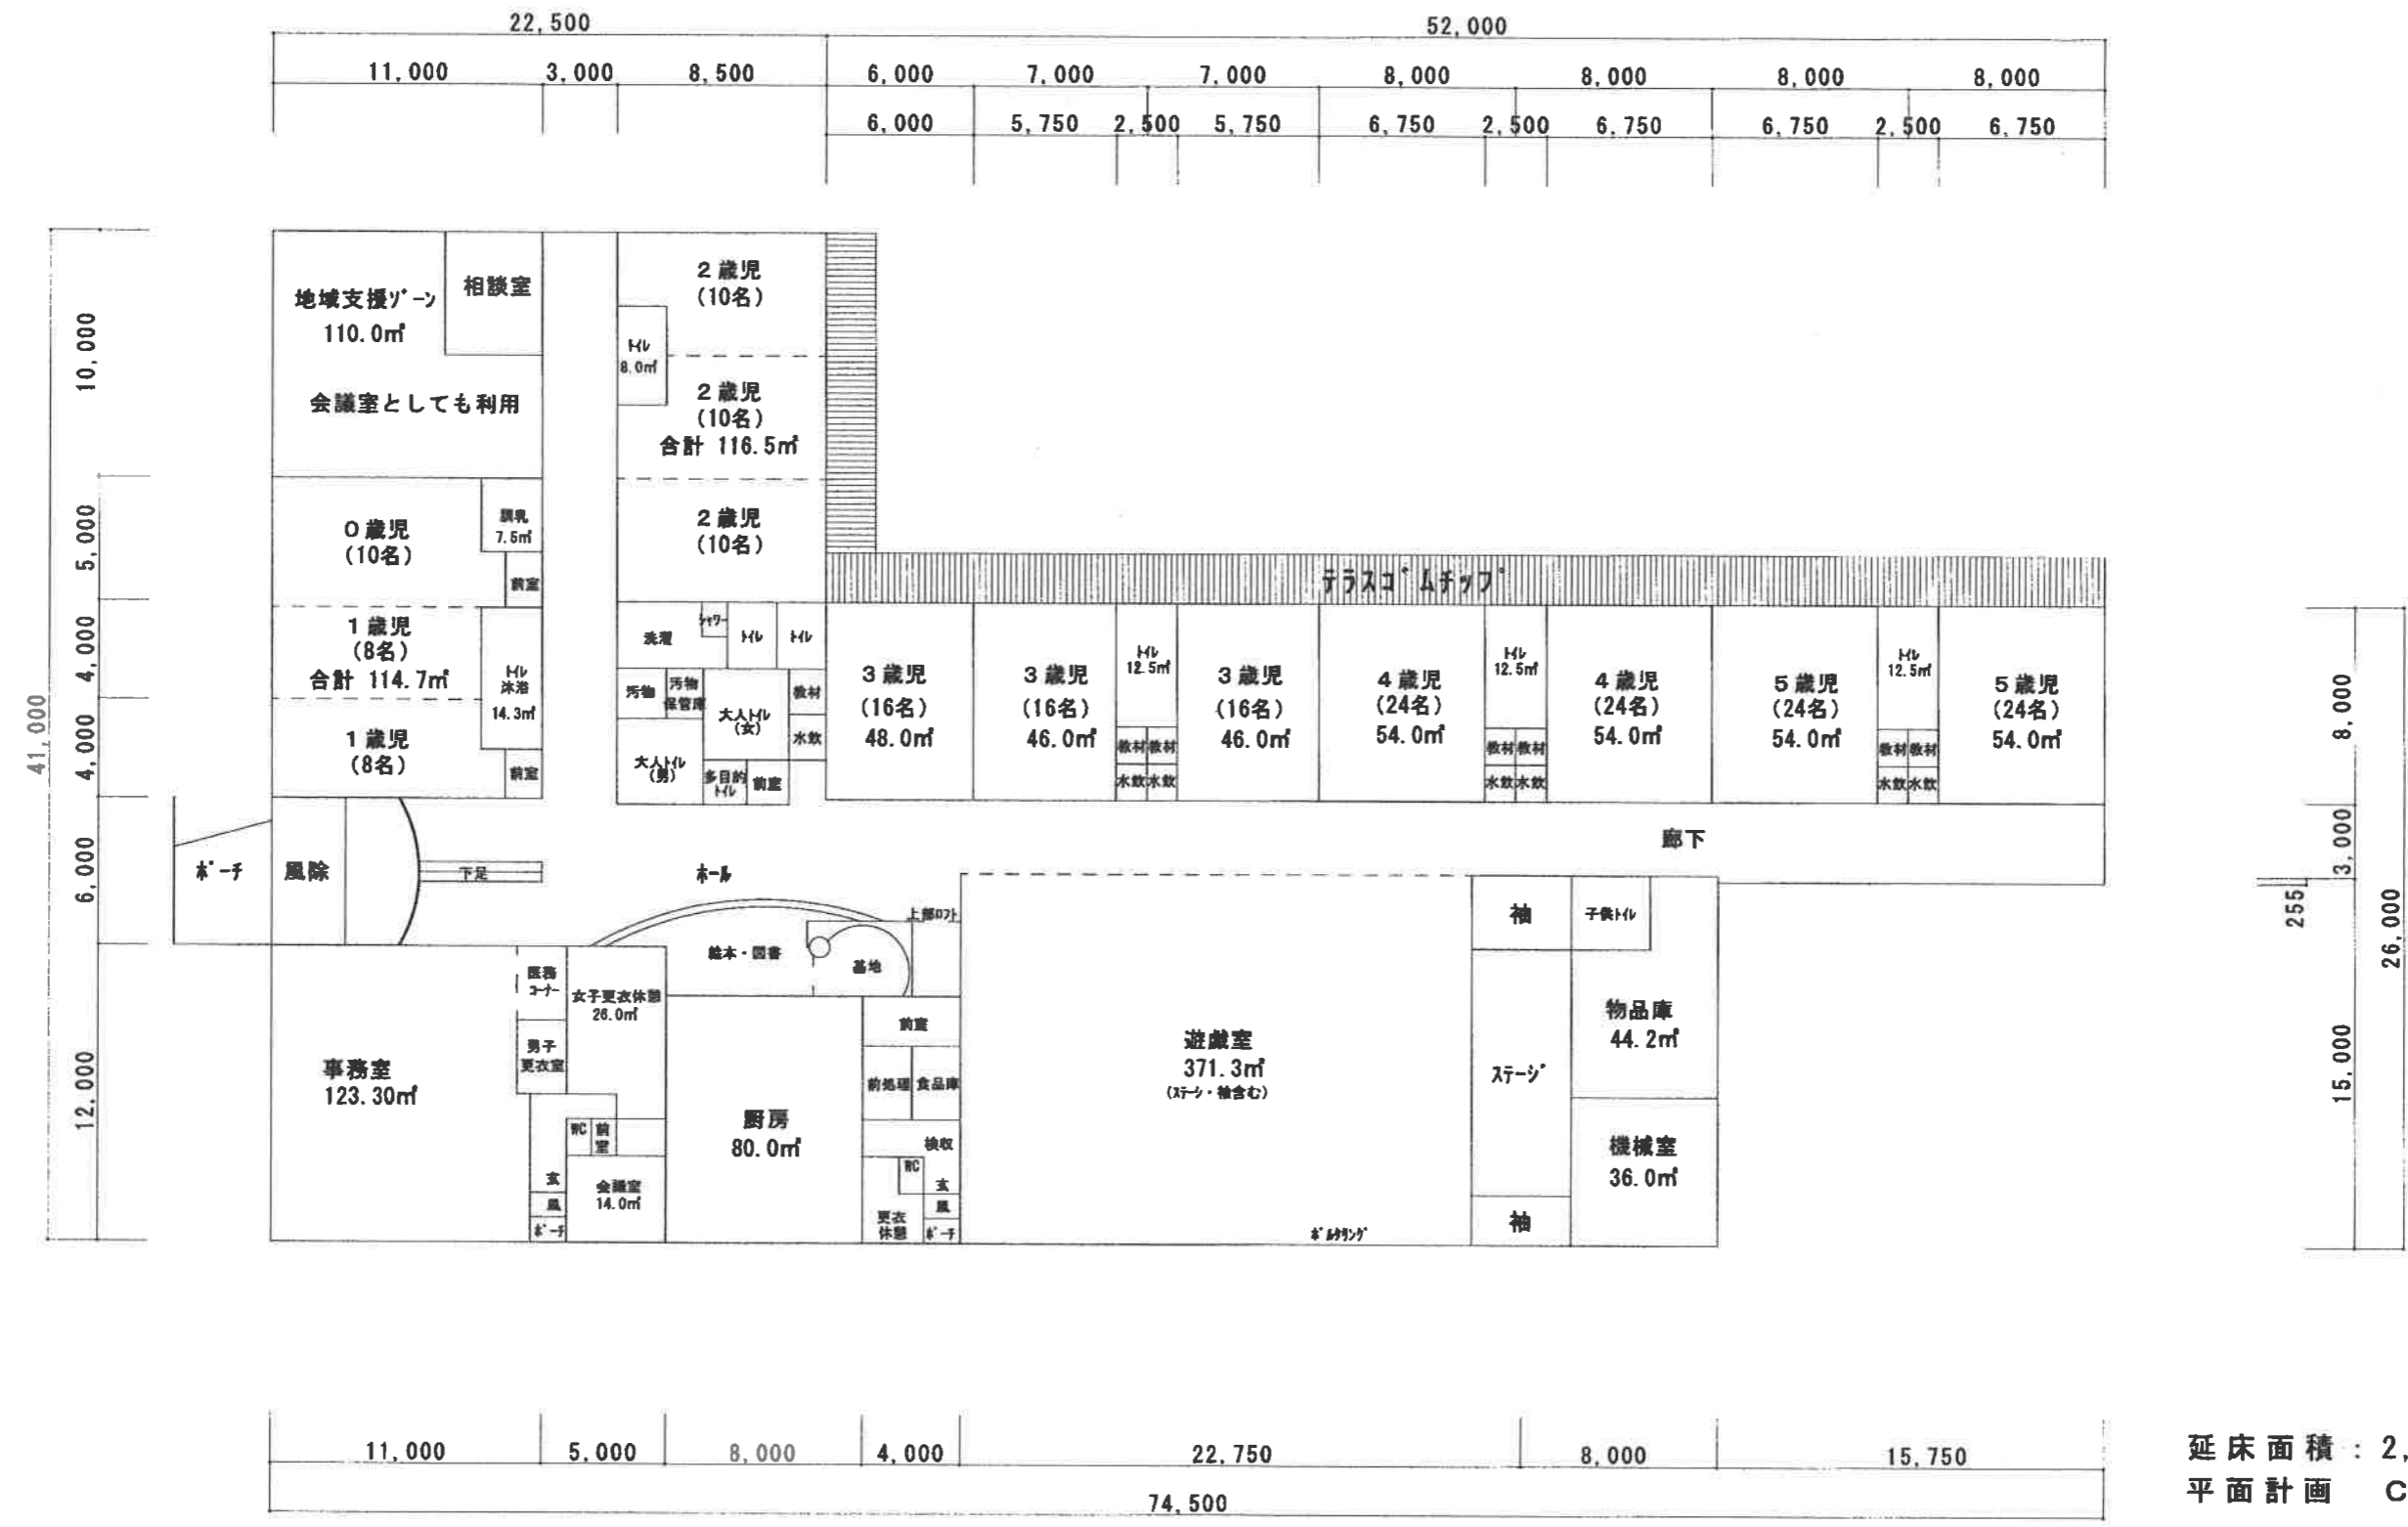 22,500
52,000
11,000
3,000
8,500
6,000
7,000
7,000
8,000
8,000
8,000
8,000
6,000
5,750
2,500
5,750
6,750
2,500
6,750
6,750
2,500
6,750
41,000
10,000
5,000
4,000
4,000
6,000
12,000
地域支援ｿﾞｰﾝ
110.0㎡
会議室としても利用
相談室
2歳児
(10名)
ﾄｲﾚ
8.0㎡
2歳児
(10名)
合計 116.5㎡
2歳児
(10名)
0歳児
(10名)
調乳
7.5㎡
前室
1歳児
(8名)
合計 114.7㎡
ﾄｲﾚ
沐浴
14.3㎡
1歳児
(8名)
前室
テラスゴムチップ
洗濯
ｼｬﾜｰ
ﾄｲﾚ
ﾄｲﾚ
汚物
汚物
保管庫
大人ﾄｲﾚ
(女)
教材
水飲
大人ﾄｲﾚ
(男)
多目的
ﾄｲﾚ
前室
3歳児
(16名)
48.0㎡
3歳児
(16名)
46.0㎡
ﾄｲﾚ
12.5㎡
教材
教材
水飲
水飲
3歳児
(16名)
46.0㎡
4歳児
(24名)
54.0㎡
ﾄｲﾚ
12.5㎡
教材
教材
水飲
水飲
4歳児
(24名)
54.0㎡
5歳児
(24名)
54.0㎡
ﾄｲﾚ
12.5㎡
教材
教材
水飲
水飲
5歳児
(24名)
54.0㎡
8,000
3,000
255
15,000
26,000
ﾎﾟｰﾁ
風除
下足
ﾎｰﾙ
廊下
上部ﾛﾌﾄ
絵本・図書
基地
医務
ｺｰﾅｰ
女子更衣休憩
26.0㎡
男子
更衣室
事務室
123.30㎡
WC
前室
玄
風
ﾎﾟｰﾁ
会議室
14.0㎡
厨房
80.0㎡
前室
前処理
食品庫
検収
WC
玄
風
更衣
休憩
ﾎﾟｰﾁ
遊戯室
371.3㎡
(ｽﾃｰｼﾞ・袖含む)
ﾎﾞﾙﾀﾞﾘﾝｸﾞ
袖
ｽﾃｰｼﾞ
袖
子供ﾄｲﾚ
物品庫
44.2㎡
機械室
36.0㎡
11,000
5,000
8,000
4,000
22,750
8,000
15,750
74,500
延床面積：2,
平面計画 C